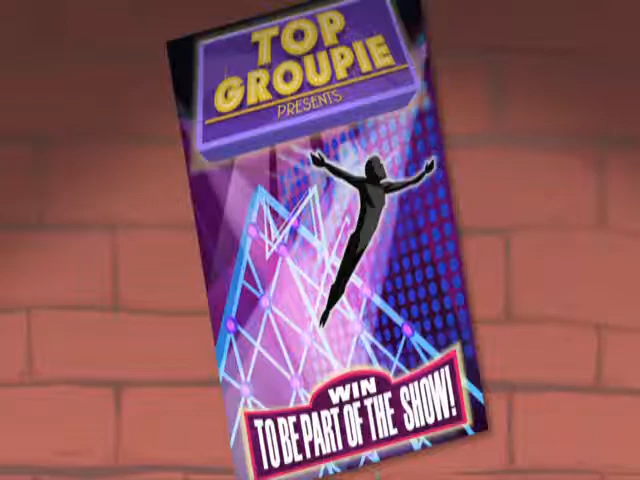 TOP
GROUPIE
PRESENTS
WIN
TO BE PART OF THE SHOW!